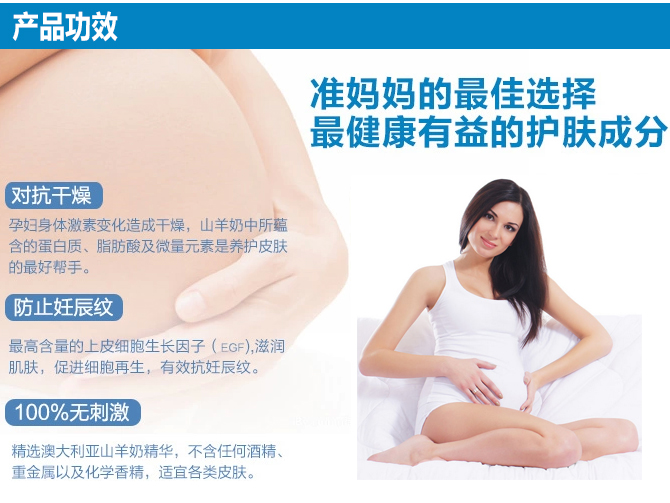 产品功效
准妈妈的最佳选择
最健康有益的护肤成分
对抗干燥
孕妇身体激素变化造成干燥，山羊奶中所蕴
含的蛋白质、脂肪酸及微量元素是养护皮肤
的最好帮手。
防止妊辰纹
最高含量的上皮细胞生长因子（EGF),滋润
肌肤，促进细胞再生，有效抗妊辰纹。
100%无刺激
精选澳大利亚山羊奶精华，不含任何酒精、
重金属以及化学香精，适宜各类皮肤。